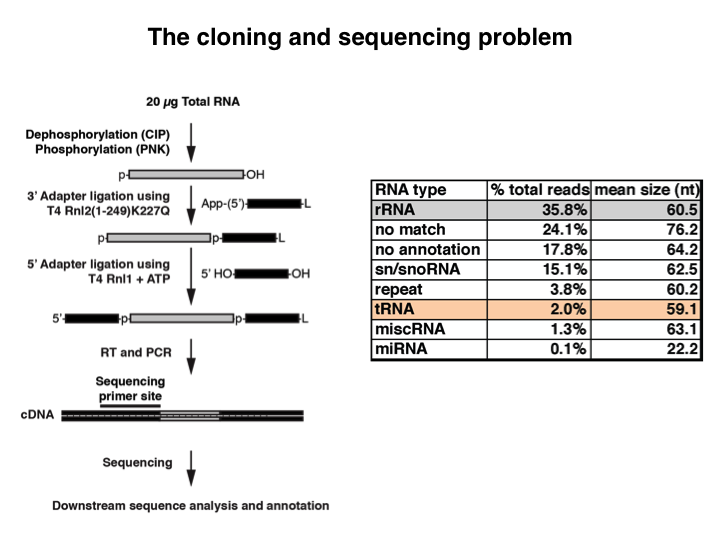 The cloning and sequencing problem
20 µg Total RNA
Dephosphorylation (CIP)
Phosphorylation (PNK)
p- -OH
3’ Adapter ligation using
T4 Rnl2(1-249)K227Q
App-(5’)- -L
p- p- -L
5’ Adapter ligation using
T4 Rnl1 + ATP
5’ HO- -OH
5’- -p- p- -L
RT and PCR
Sequencing
primer site
cDNA
Sequencing
Downstream sequence analysis and annotation
RNA type % total reads mean size (nt)
rRNA 35.8% 60.5
no match 24.1% 76.2
no annotation 17.8% 64.2
sn/snoRNA 15.1% 62.5
repeat 3.8% 60.2
tRNA 2.0% 59.1
miscRNA 1.3% 63.1
miRNA 0.1% 22.2